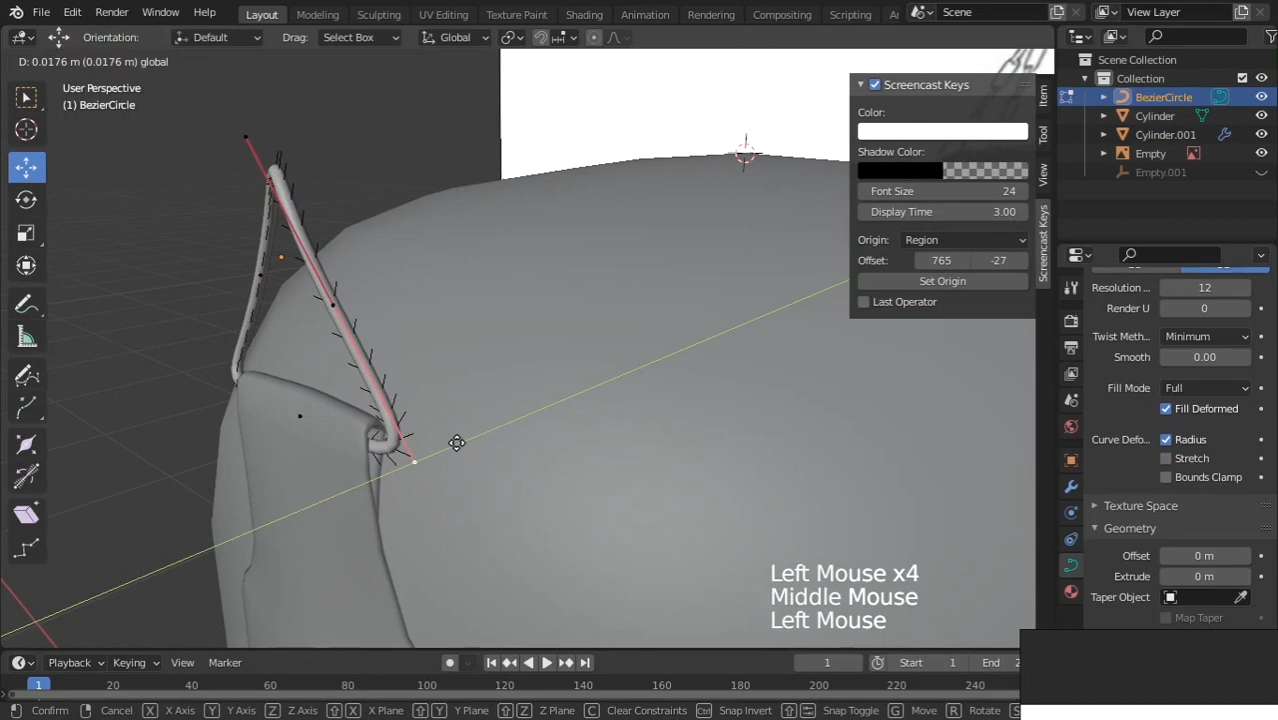 File Edit Render Window Help Layout Modeling Sculpting UV Editing Texture Paint Shading Animation Rendering Compositing Scripting Scene View Layer
Orientation: Default Drag: Select Box Global
D: 0.0176 m (0.0176 m) global
User Perspective
(1) BezierCircle
Screencast Keys
Color:
Shadow Color:
Font Size 24
Display Time 3.00
Origin: Region
Offset: 765 -27
Set Origin
Last Operator
Item
Tool
View
Screencast Keys
Scene Collection
Collection
BezierCircle
Cylinder
Cylinder.001
Empty
Empty.001
Resolution ... 12
Render U 0
Twist Meth... Minimum
Smooth 0.00
Fill Mode Full
Fill Deformed
Curve Defo... Radius
Stretch
Bounds Clamp
Texture Space
Geometry
Offset 0 m
Extrude 0 m
Taper Object
Map Taper
Left Mouse x4
Middle Mouse
Left Mouse
Playback Keying View Marker 1 Start 1 End
1 20 40 60 80 100 120 140 160 180 200 220 240
Confirm Cancel X X Axis Y Y Axis Z Z Axis X X Plane Y Y Plane Z Z Plane C Clear Constraints Ctrl Snap Invert Snap Toggle G Move R Rotate